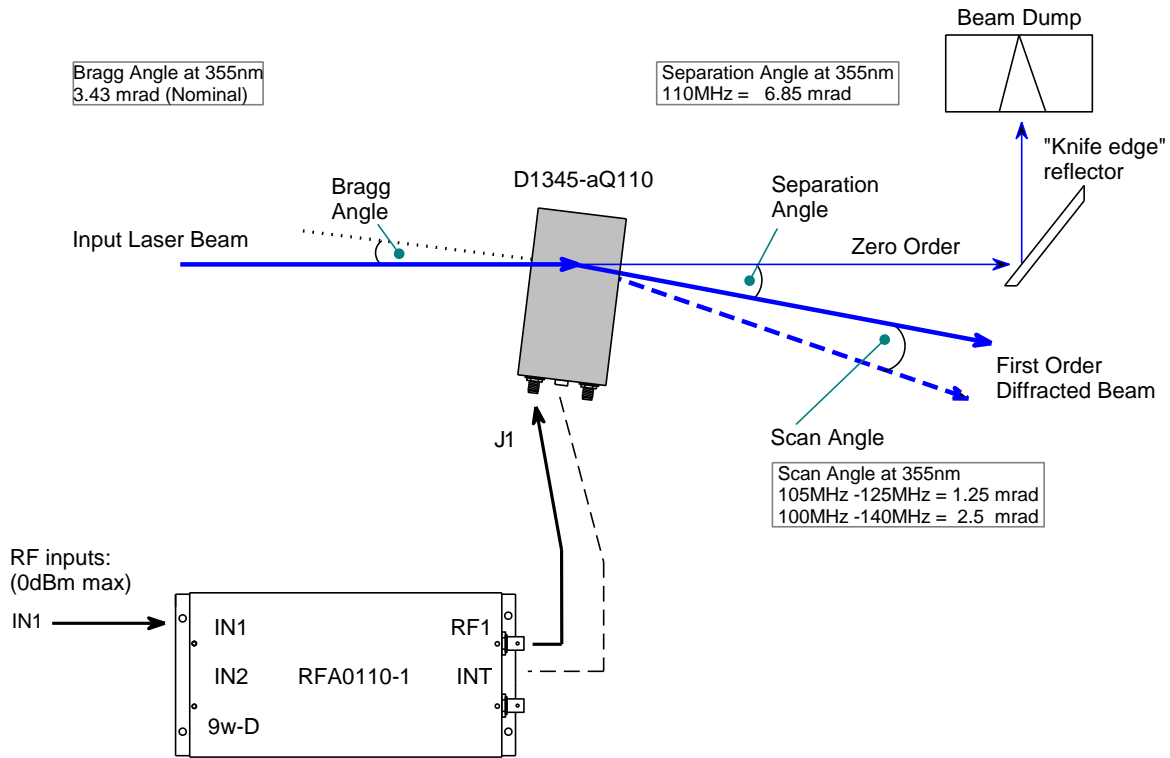 Beam Dump
Bragg Angle at 355nm
3.43 mrad (Nominal)
Separation Angle at 355nm
110MHz =   6.85 mrad
"Knife edge"
reflector
D1345-aQ110
Bragg
Angle
Separation
Angle
Input Laser Beam
Zero Order
First Order
Diffracted Beam
J1
Scan Angle
Scan Angle at 355nm
105MHz -125MHz = 1.25 mrad
100MHz -140MHz =  2.5  mrad
RF inputs:
(0dBm max)
IN1
IN1
RF1
IN2
RFA0110-1
INT
9w-D